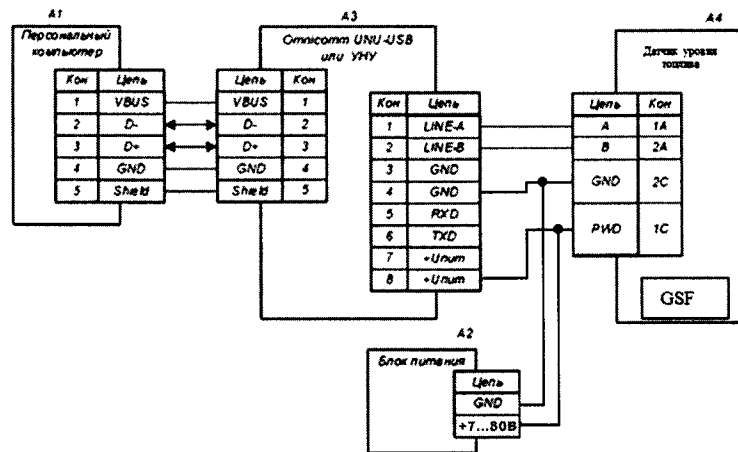 A1
Персональный
компьютер
Кон Цепь
1 VBUS
2 D-
3 D+
4 GND
5 Shield
A3
Omnicomm UNU-USB
или УНУ
Цепь Кон
VBUS 1
D- 2
D+ 3
GND 4
Shield 5
Кон Цепь
1 LINE-A
2 LINE-B
3 GND
4 GND
5 RXD
6 TXD
7 +Uпит
8 +Uпит
A4
Датчик уровня
топлива
Цепь Кон
A 1A
B 2A
GND 2C
PWD 1C
GSF
A2
Блок питания
Цепь
GND
+7...80В